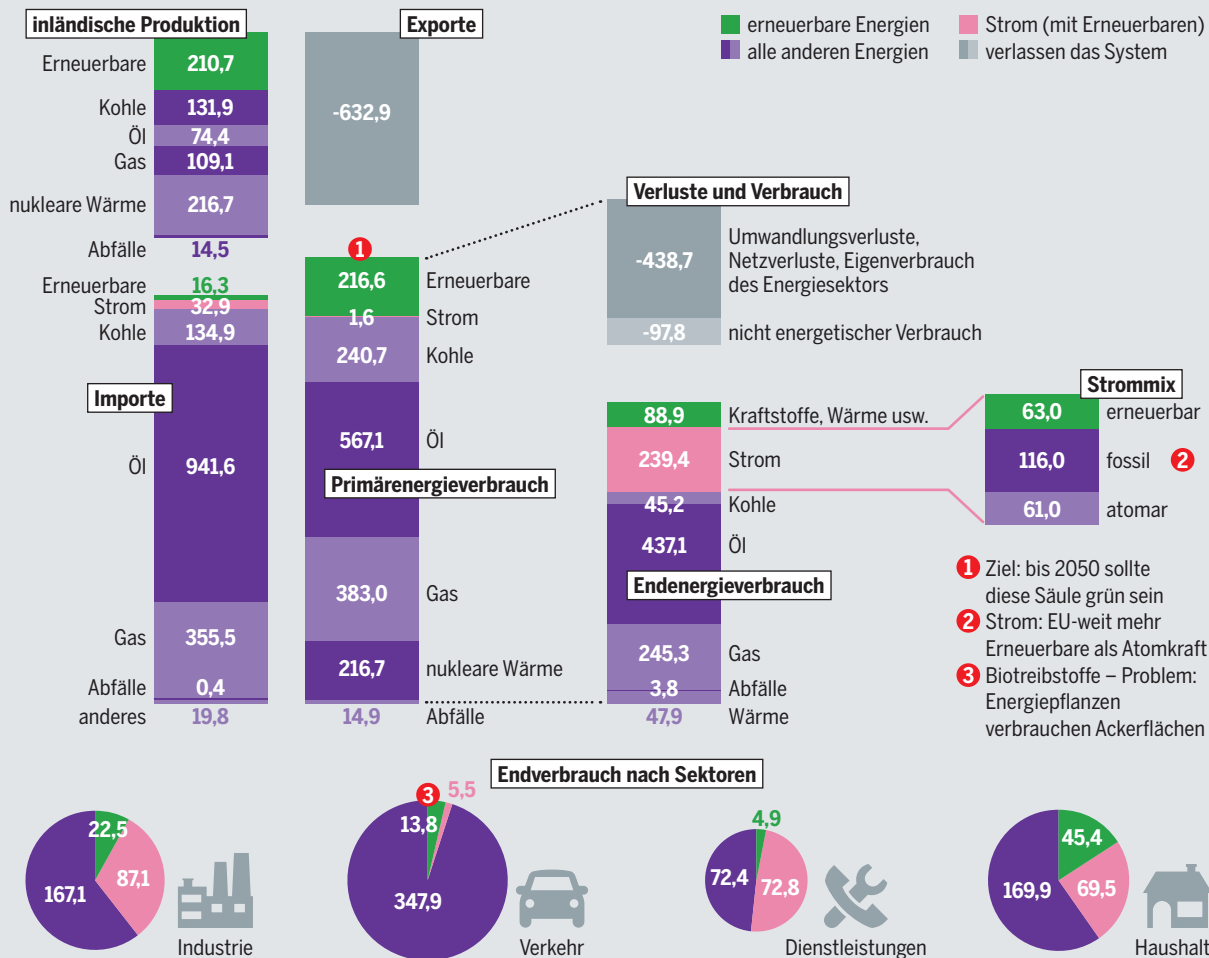 inländische Produktion
Erneuerbare 210,7
Kohle 131,9
Öl 74,4
Gas 109,1
nukleare Wärme 216,7
Abfälle 14,5
Erneuerbare 16,3
Strom 32,9
Kohle 134,9
Importe
Öl 941,6
Gas 355,5
Abfälle 0,4
anderes 19,8
Exporte
-632,9
1
216,6 Erneuerbare
1,6 Strom
240,7 Kohle
567,1 Öl
Primärenergieverbrauch
383,0 Gas
216,7 nukleare Wärme
14,9 Abfälle
erneuerbare Energien
alle anderen Energien
Strom (mit Erneuerbaren)
verlassen das System
Verluste und Verbrauch
-438,7
Umwandlungsverluste,
Netzverluste, Eigenverbrauch
des Energiesektors
-97,8 nicht energetischer Verbrauch
88,9 Kraftstoffe, Wärme usw.
239,4 Strom
45,2 Kohle
437,1 Öl
Endenergieverbrauch
245,3 Gas
3,8 Abfälle
47,9 Wärme
Strommix
63,0 erneuerbar
116,0 fossil 2
61,0 atomar
1 Ziel: bis 2050 sollte
diese Säule grün sein
2 Strom: EU-weit mehr
Erneuerbare als Atomkraft
3 Biotreibstoffe – Problem:
Energiepflanzen
verbrauchen Ackerflächen
Endverbrauch nach Sektoren
22,5
87,1
167,1
Industrie
3
5,5
13,8
347,9
Verkehr
4,9
72,4
72,8
Dienstleistungen
45,4
169,9
69,5
Haushalt